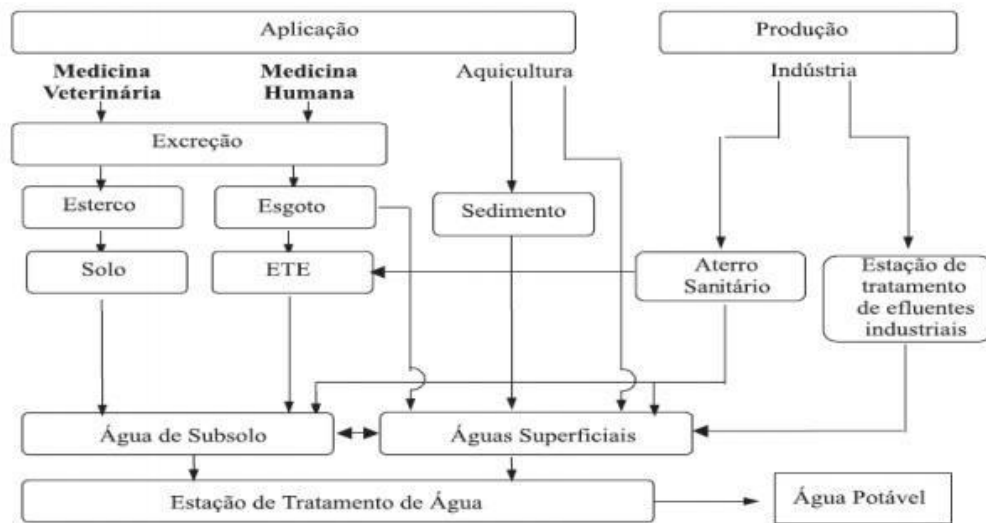 Aplicação
Produção
Medicina
Veterinária
Medicina
Humana
Aquicultura
Indústria
Excreção
Esterco
Esgoto
Sedimento
Solo
ETE
Aterro
Sanitário
Estação de
tratamento
de efluentes
industriais
Água de Subsolo
Águas Superficiais
Estação de Tratamento de Água
Água Potável